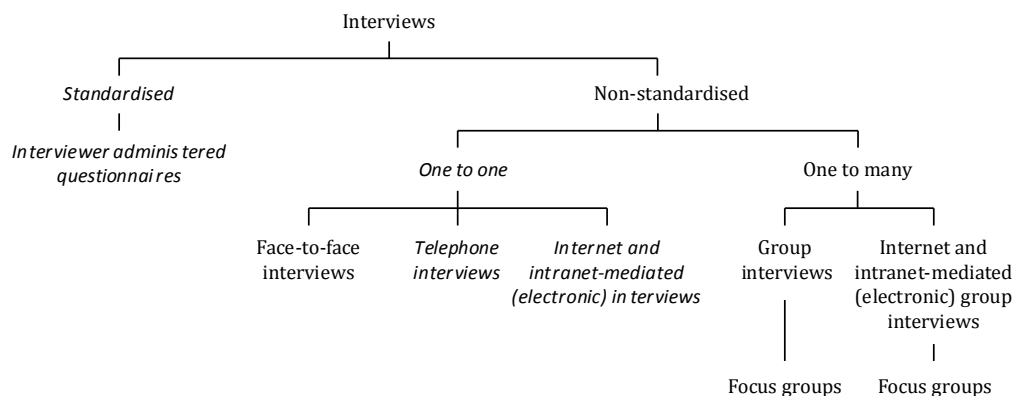 Interviews
Standardised
Non-standardised
Interviewer adminis tered
questionnai res
One to one
One to many
Face-to-face
interviews
Telephone
interviews
Internet and
intranet-mediated
(electronic) in terviews
Group
interviews
Internet and
intranet-mediated
(electronic) group
interviews
Focus groups
Focus groups